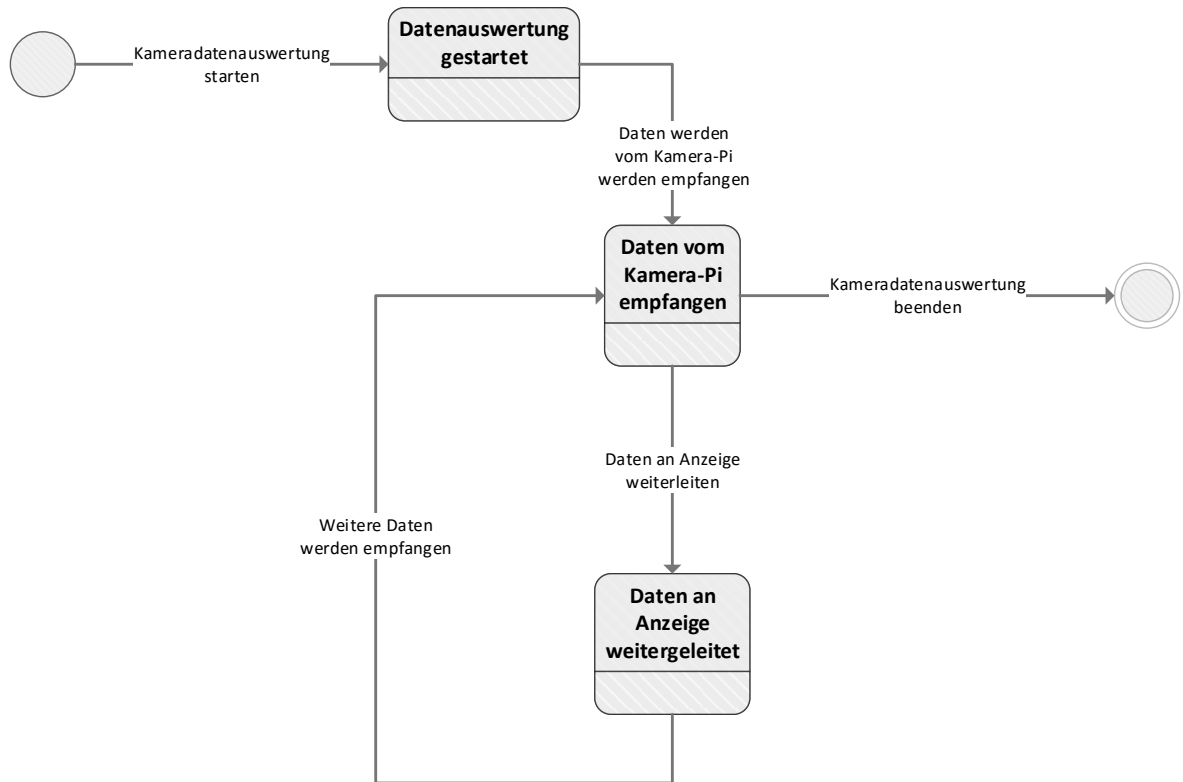 Kameradatenauswertung
starten
Datenauswertung
gestartet
Daten werden
vom Kamera-Pi
werden empfangen
Daten vom
Kamera-Pi
empfangen
Kameradatenauswertung
beenden
Daten an Anzeige
weiterleiten
Weitere Daten
werden empfangen
Daten an
Anzeige
weitergeleitet